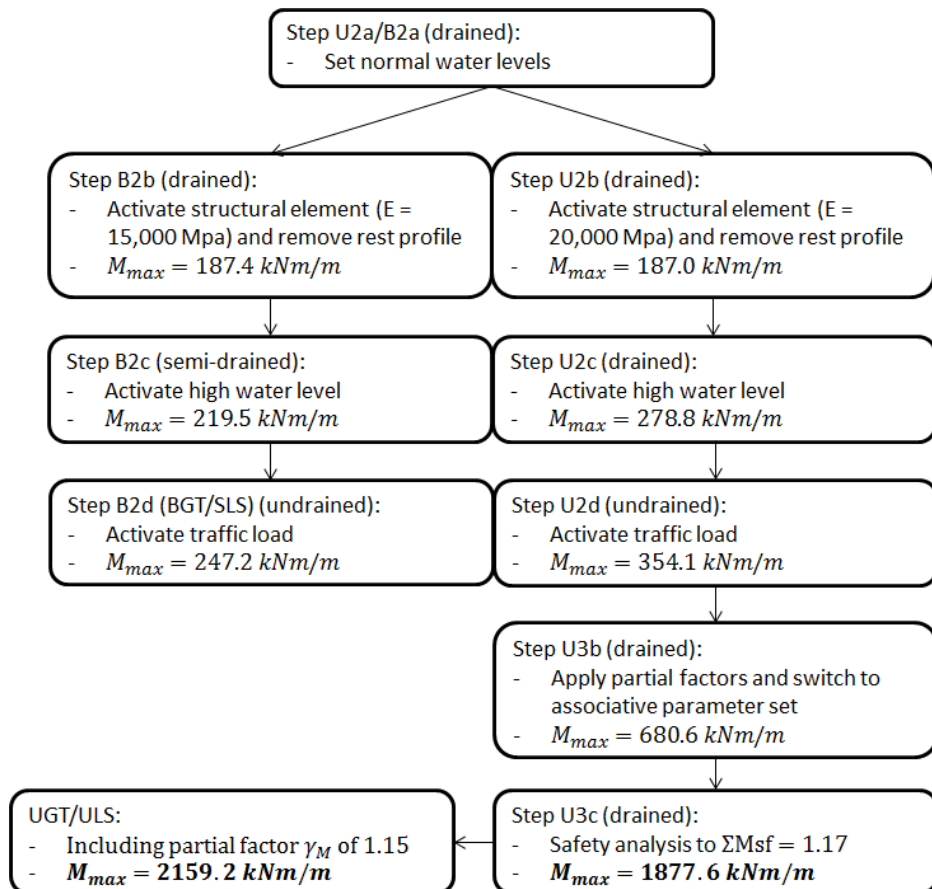 Step U2a/B2a (drained):
- Set normal water levels
Step B2b (drained):
- Activate structural element (E =
15,000 Mpa) and remove rest profile
- M_max = 187.4 kNm/m
Step U2b (drained):
- Activate structural element (E =
20,000 Mpa) and remove rest profile
- M_max = 187.0 kNm/m
Step B2c (semi-drained):
- Activate high water level
- M_max = 219.5 kNm/m
Step U2c (drained):
- Activate high water level
- M_max = 278.8 kNm/m
Step B2d (BGT/SLS) (undrained):
- Activate traffic load
- M_max = 247.2 kNm/m
Step U2d (undrained):
- Activate traffic load
- M_max = 354.1 kNm/m
Step U3b (drained):
- Apply partial factors and switch to
associative parameter set
- M_max = 680.6 kNm/m
UGT/ULS:
- Including partial factor γ_M of 1.15
- M_max = 2159.2 kNm/m
Step U3c (drained):
- Safety analysis to ΣMsf = 1.17
- M_max = 1877.6 kNm/m